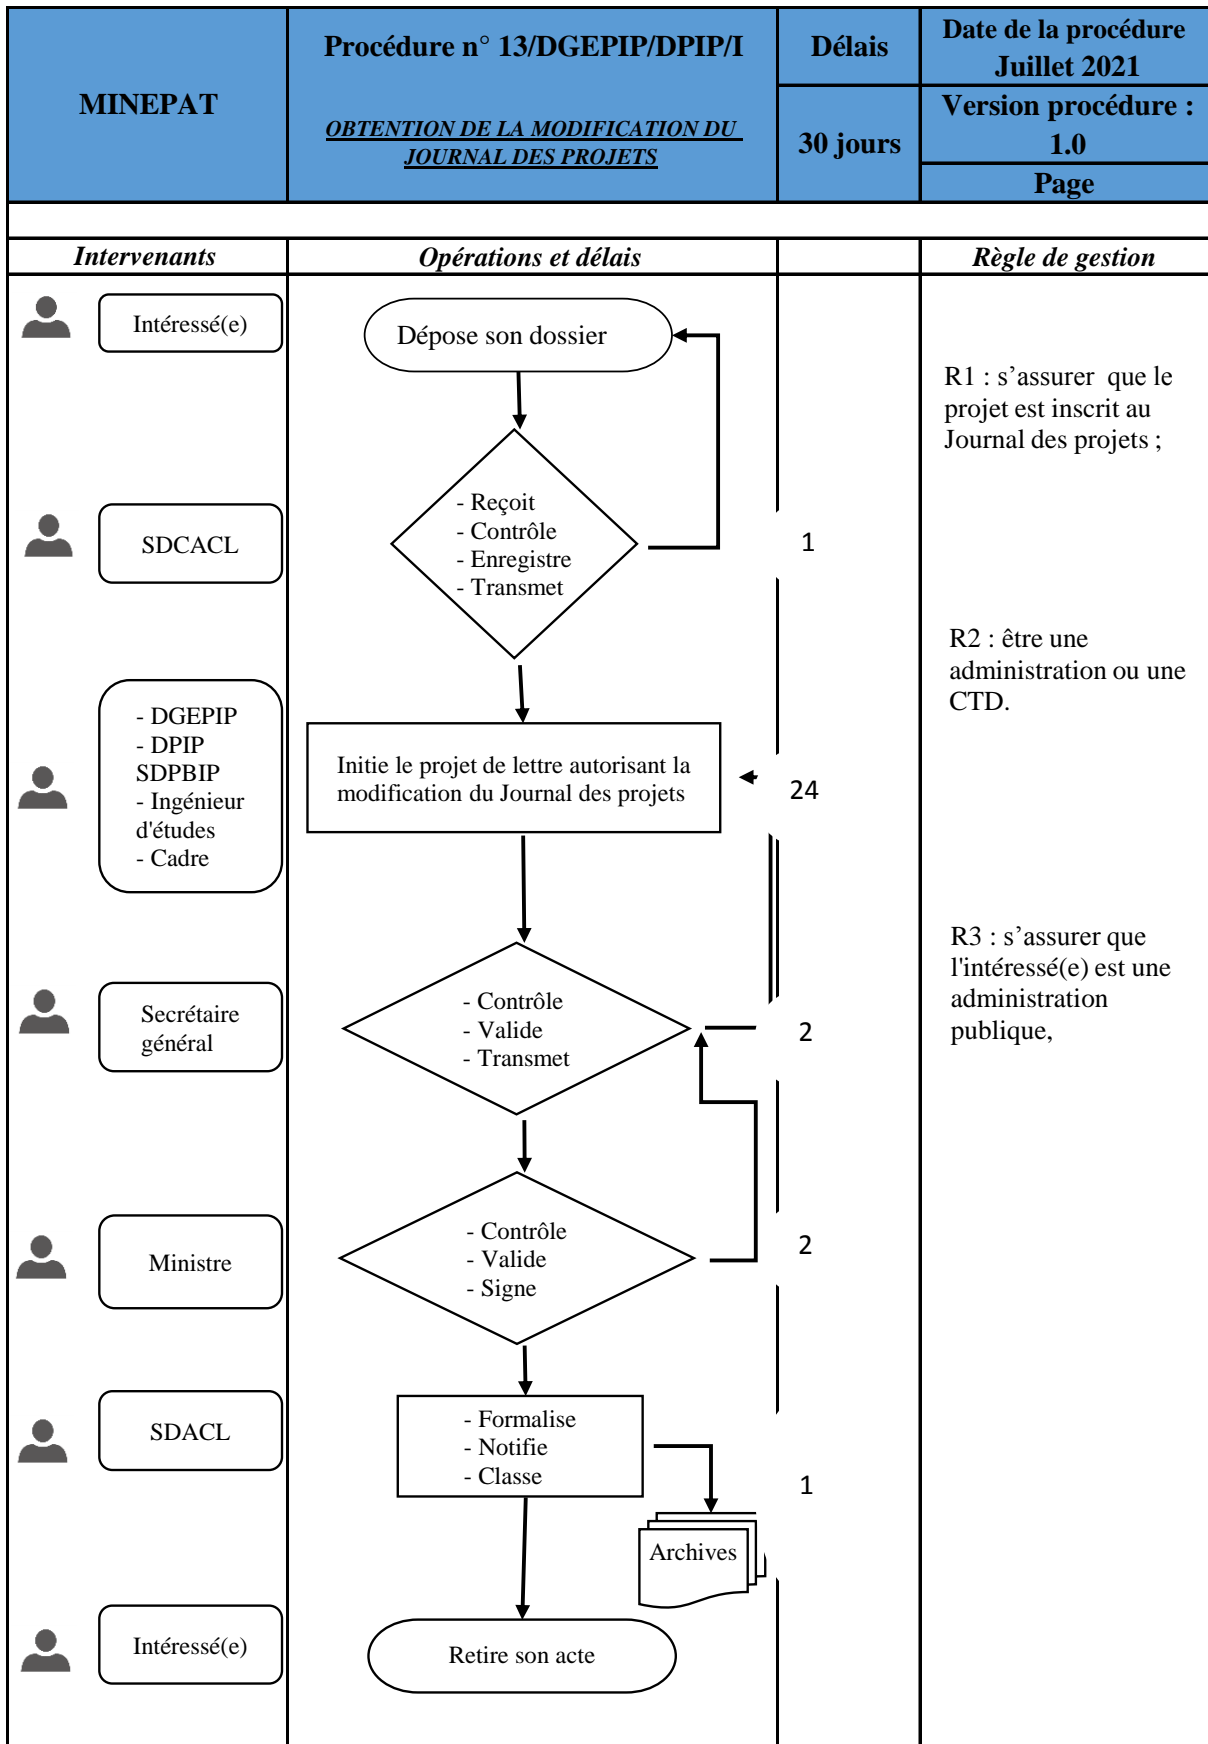 MINEPAT
Procédure n° 13/DGEPIP/DPIP/I
OBTENTION DE LA MODIFICATION DU
JOURNAL DES PROJETS
Délais
30 jours
Date de la procédure
Juillet 2021
Version procédure :
1.0
Page
Intervenants
Opérations et délais
Règle de gestion
Intéressé(e)
Dépose son dossier
R1 : s’assurer que le
projet est inscrit au
Journal des projets ;
SDCACL
- Reçoit
- Contrôle
- Enregistre
- Transmet
1
R2 : être une
administration ou une
CTD.
- DGEPIP
- DPIP
SDPBIP
- Ingénieur
d'études
- Cadre
Initie le projet de lettre autorisant la
modification du Journal des projets
24
R3 : s’assurer que
l'intéressé(e) est une
administration
publique,
Secrétaire
général
- Contrôle
- Valide
- Transmet
2
Ministre
- Contrôle
- Valide
- Signe
2
SDACL
- Formalise
- Notifie
- Classe
1
Archives
Intéressé(e)
Retire son acte